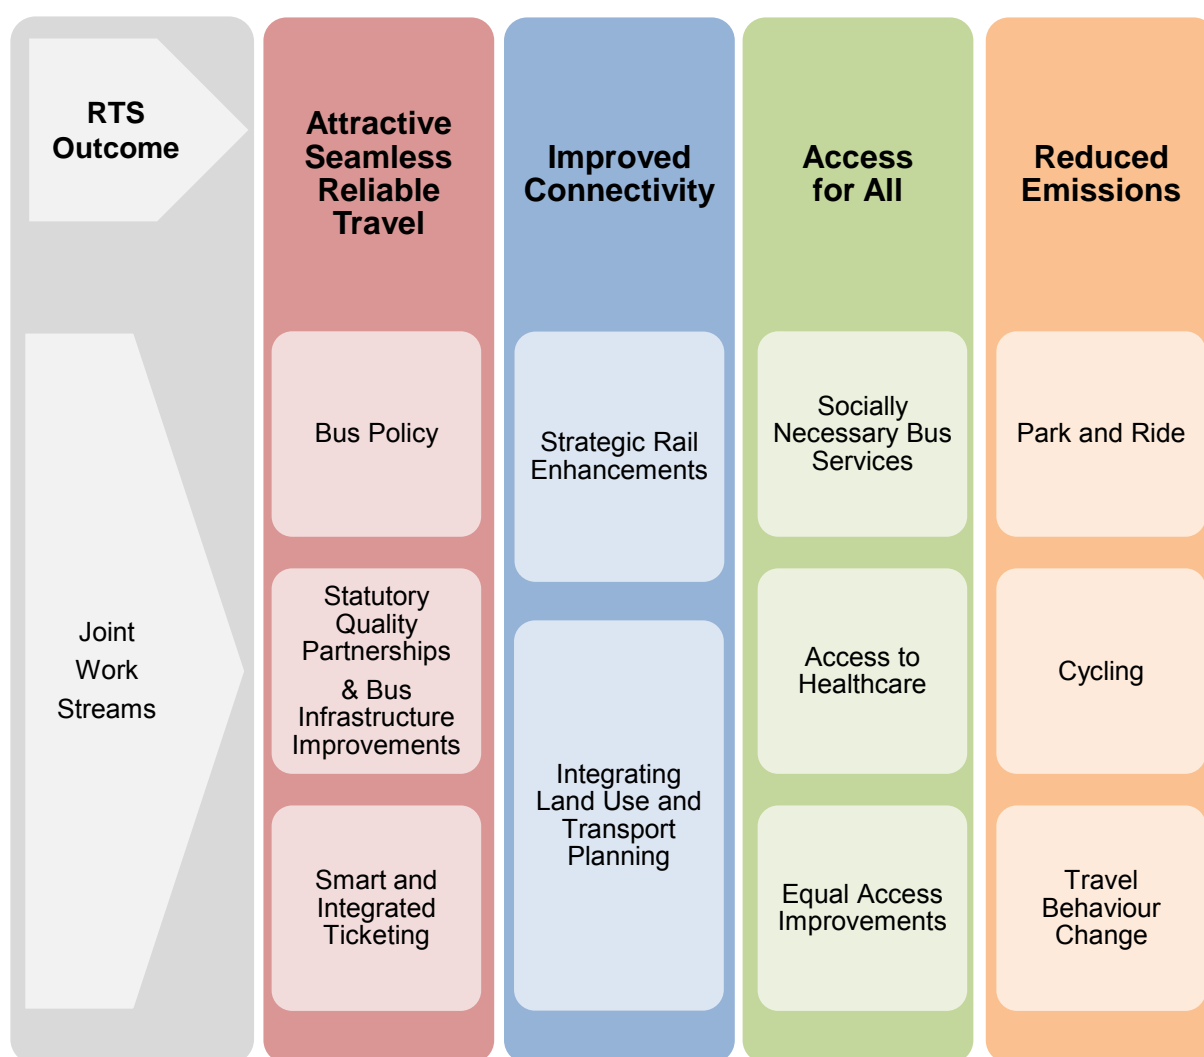 RTS
Outcome
Attractive
Seamless
Reliable
Travel
Improved
Connectivity
Access
for All
Reduced
Emissions
Joint
Work
Streams
Bus Policy
Statutory
Quality
Partnerships
& Bus
Infrastructure
Improvements
Smart and
Integrated
Ticketing
Strategic Rail
Enhancements
Integrating
Land Use and
Transport
Planning
Socially
Necessary Bus
Services
Access to
Healthcare
Equal Access
Improvements
Park and Ride
Cycling
Travel
Behaviour
Change